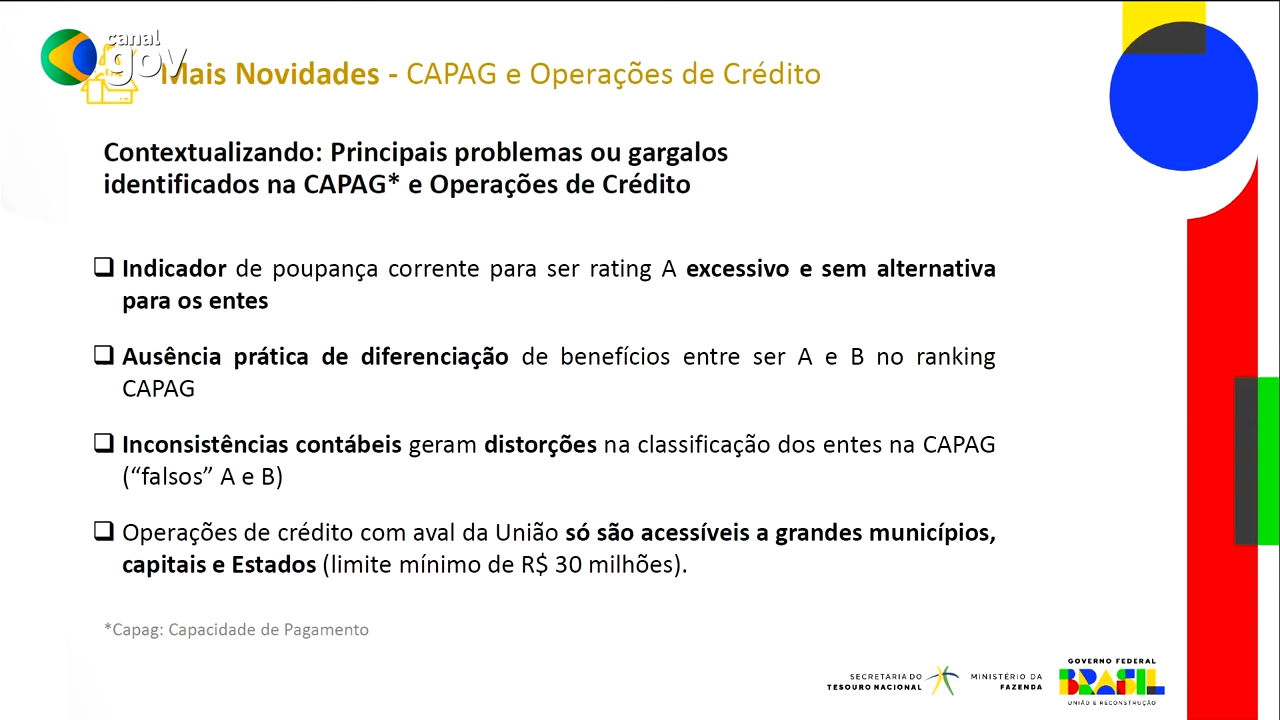 canal
gov
Mais Novidades - CAPAG e Operações de Crédito
Contextualizando: Principais problemas ou gargalos
identificados na CAPAG* e Operações de Crédito
Indicador de poupança corrente para ser rating A excessivo e sem alternativa
para os entes
Ausência prática de diferenciação de benefícios entre ser A e B no ranking
CAPAG
Inconsistências contábeis geram distorções na classificação dos entes na CAPAG
(“falsos” A e B)
Operações de crédito com aval da União só são acessíveis a grandes municípios,
capitais e Estados (limite mínimo de R$ 30 milhões).
*Capag: Capacidade de Pagamento
SECRETARIA DO
TESOURO NACIONAL
MINISTÉRIO DA
FAZENDA
GOVERNO FEDERAL
BRASIL
UNIÃO E RECONSTRUÇÃO